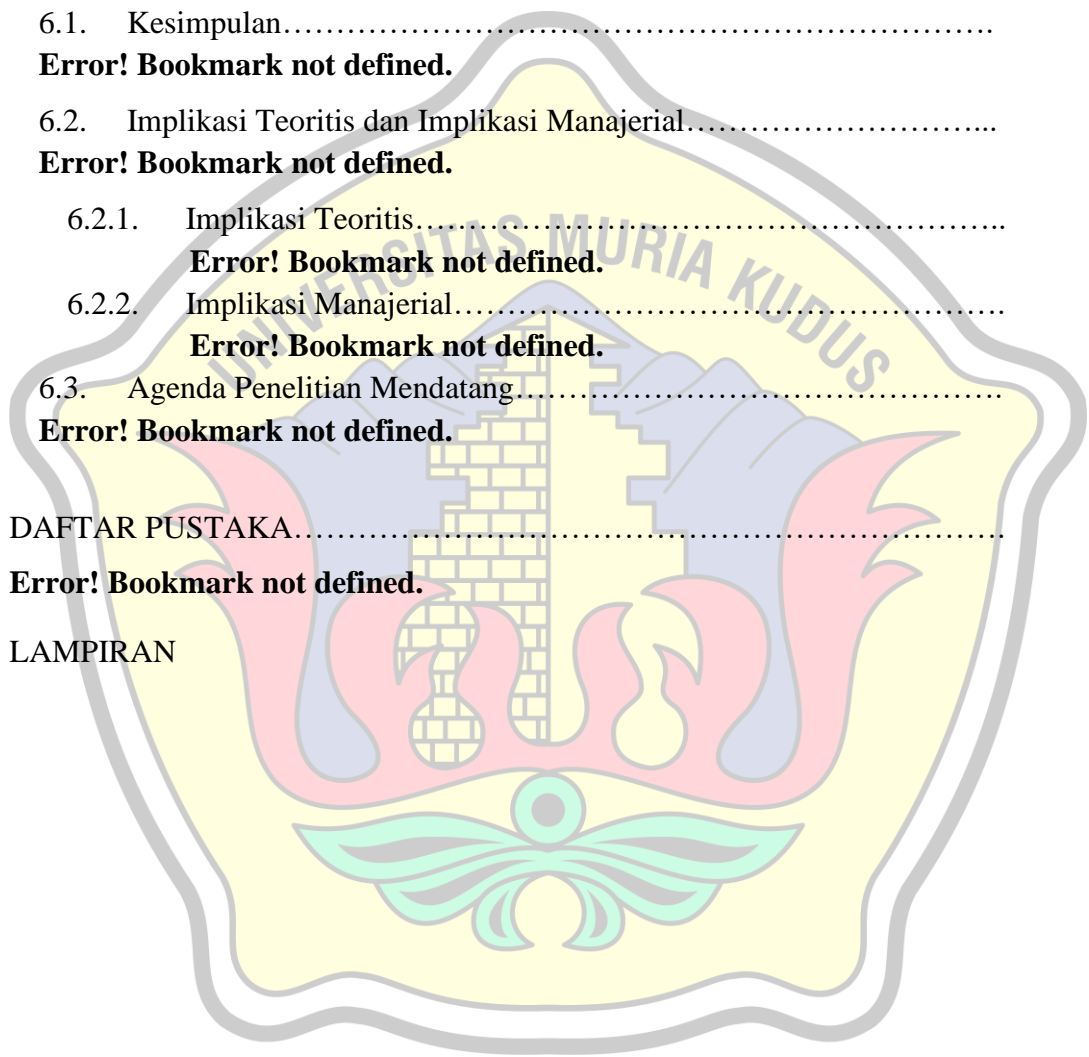 6.1. Kesimpulan………………………………………………………….
Error! Bookmark not defined.
6.2. Implikasi Teoritis dan Implikasi Manajerial………………………...
Error! Bookmark not defined.
6.2.1. Implikasi Teoritis………………………………………………..
Error! Bookmark not defined.
6.2.2. Implikasi Manajerial…………………………………………….
Error! Bookmark not defined.
6.3. Agenda Penelitian Mendatang……………………………………….
Error! Bookmark not defined.
DAFTAR PUSTAKA………………………………………………………….
Error! Bookmark not defined.
LAMPIRAN
UNIVERSITAS MURIA KUDUS